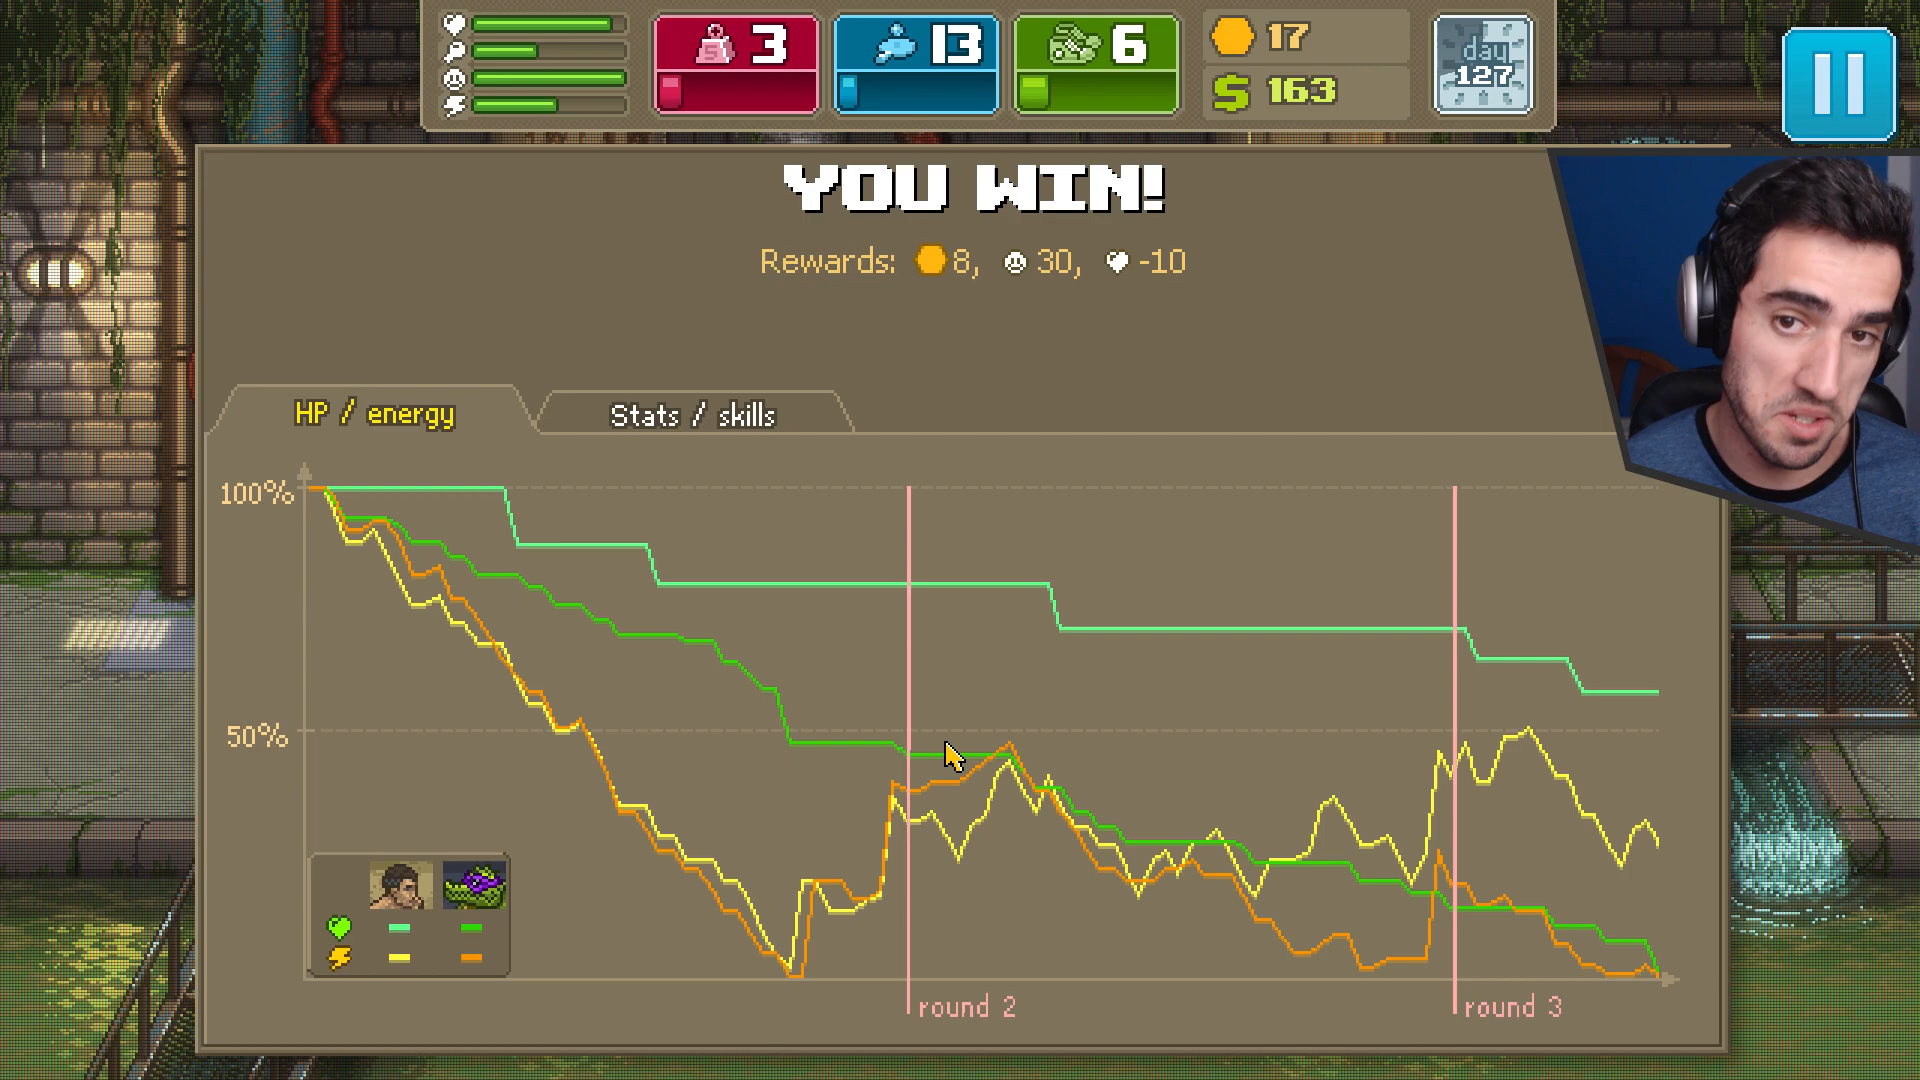 3
13
6
17
$ 163
day
127
YOU WIN!
Rewards: 8, 30, -10
HP / energy
Stats / skills
100%
50%
round 2
round 3